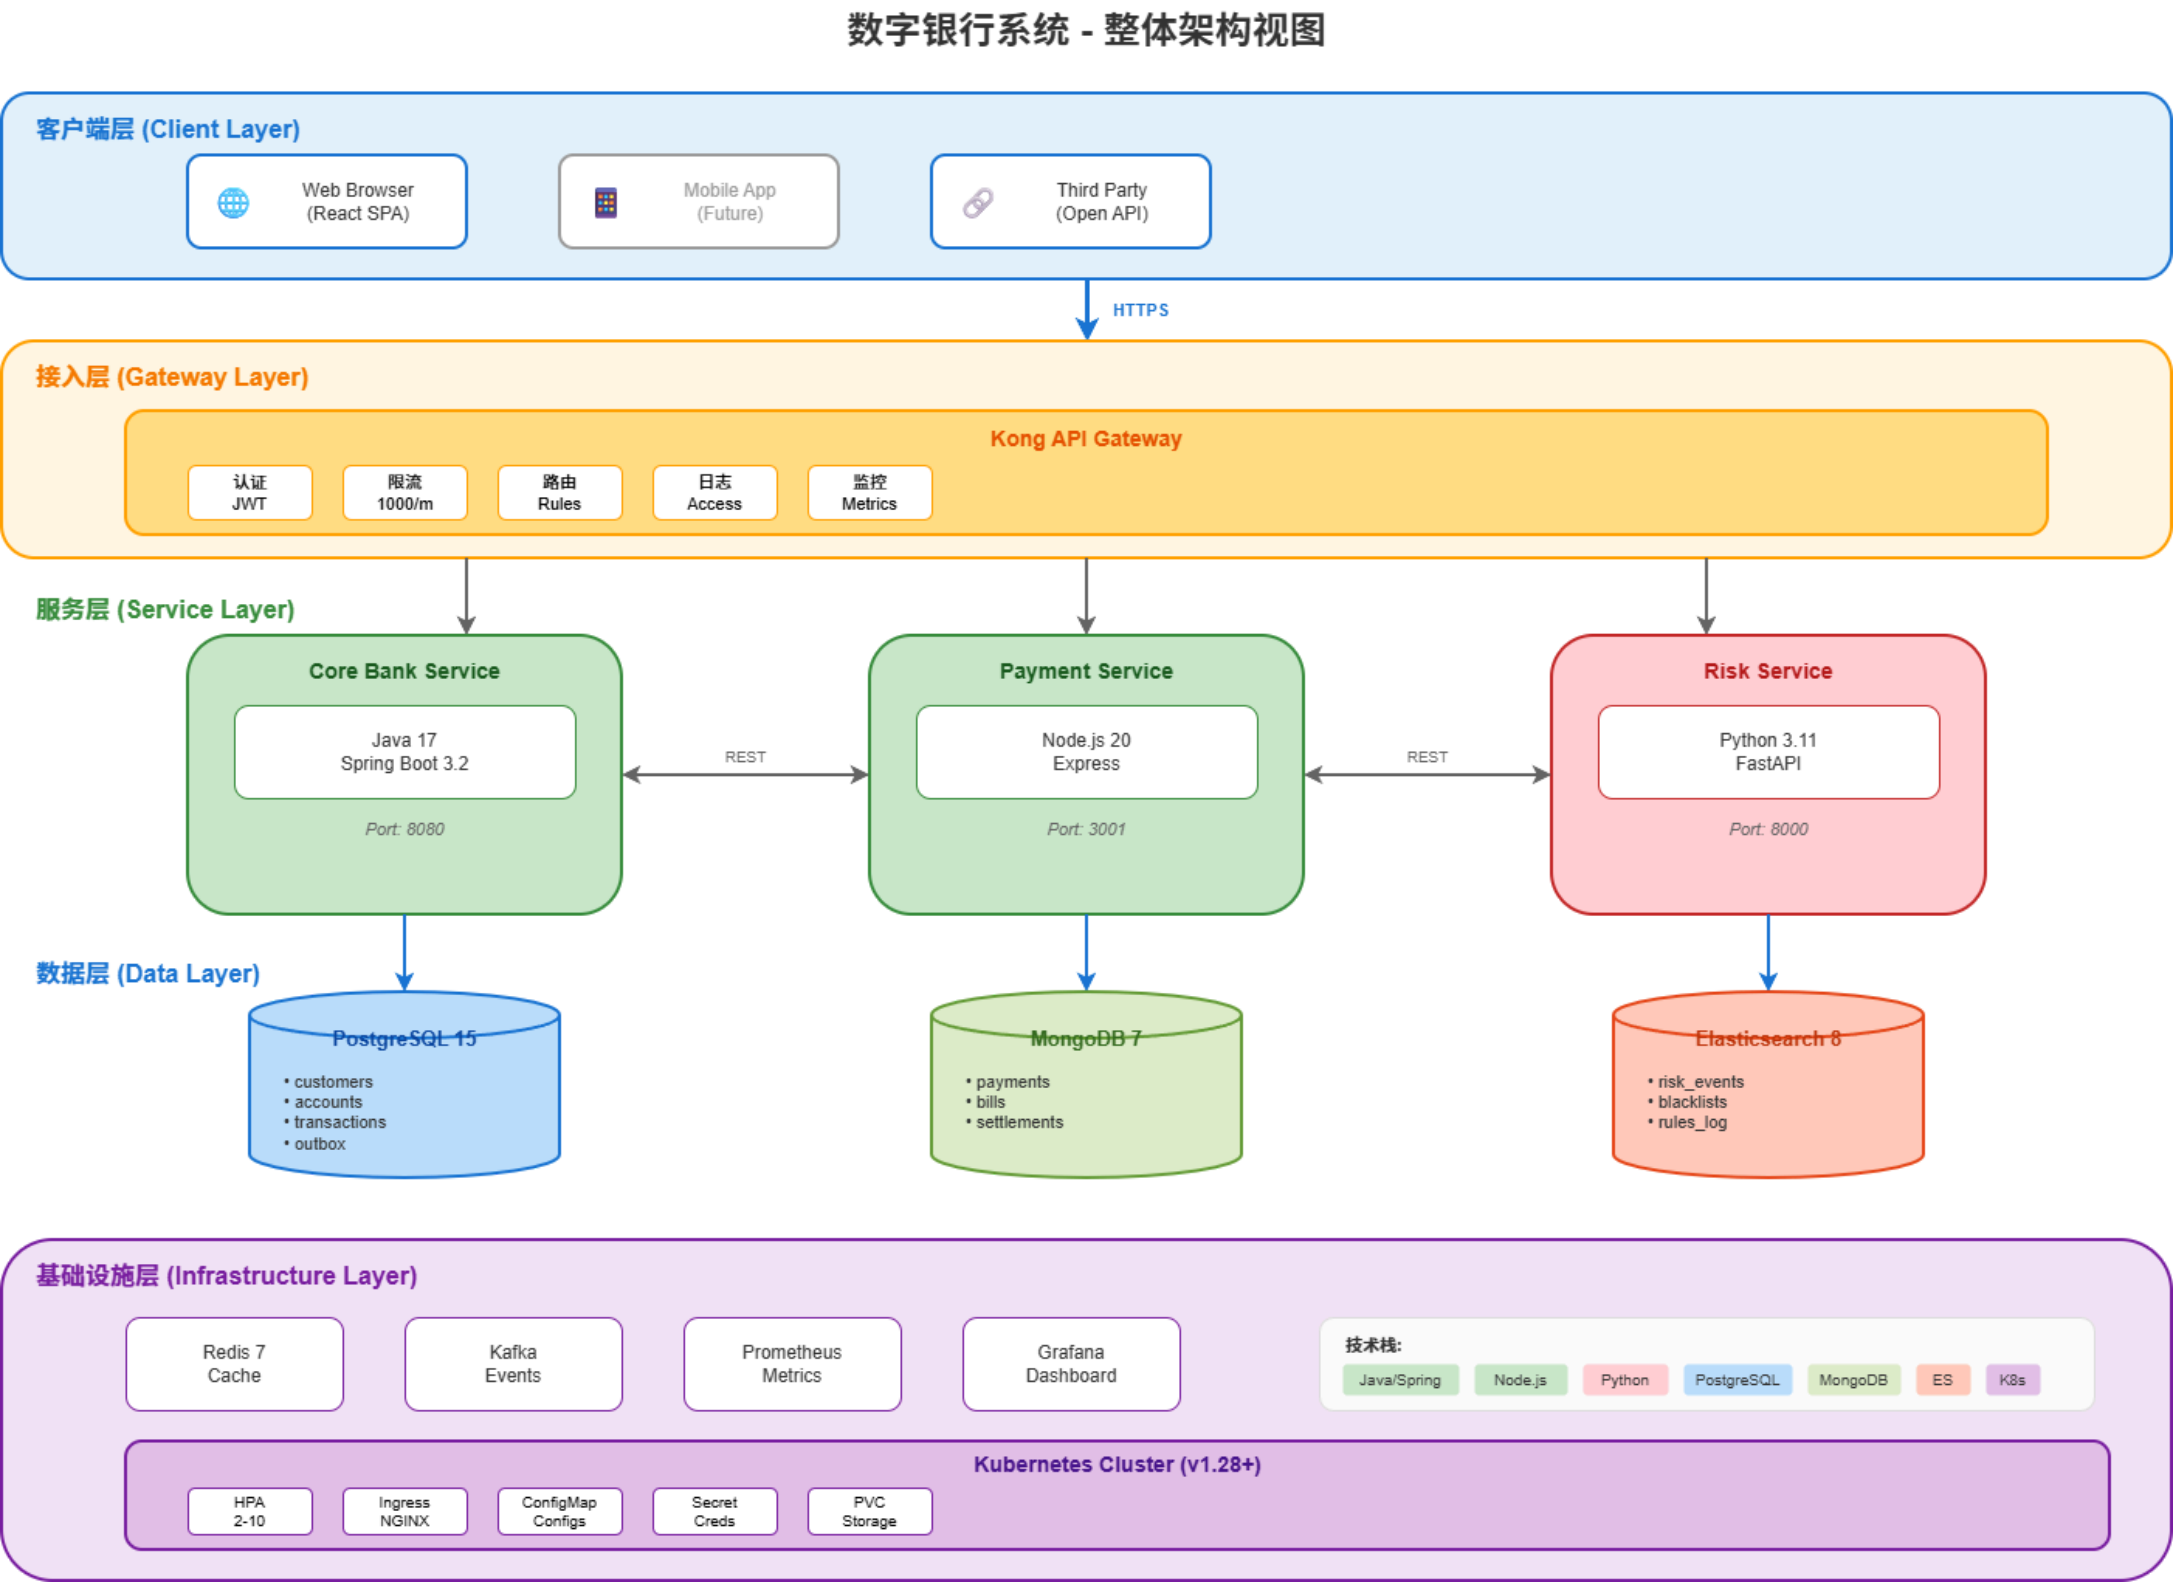 数字银行系统 - 整体架构视图
客户端层 (Client Layer)
Web Browser
(React SPA)
Mobile App
(Future)
Third Party
(Open API)
HTTPS
接入层 (Gateway Layer)
Kong API Gateway
认证
JWT
限流
1000/m
路由
Rules
日志
Access
监控
Metrics
服务层 (Service Layer)
Core Bank Service
Java 17
Spring Boot 3.2
Port: 8080
REST
Payment Service
Node.js 20
Express
Port: 3001
REST
Risk Service
Python 3.11
FastAPI
Port: 8000
数据层 (Data Layer)
PostgreSQL 15
• customers
• accounts
• transactions
• outbox
MongoDB 7
• payments
• bills
• settlements
Elasticsearch 8
• risk_events
• blacklists
• rules_log
基础设施层 (Infrastructure Layer)
Redis 7
Cache
Kafka
Events
Prometheus
Metrics
Grafana
Dashboard
技术栈:
Java/Spring
Node.js
Python
PostgreSQL
MongoDB
ES
K8s
Kubernetes Cluster (v1.28+)
HPA
2-10
Ingress
NGINX
ConfigMap
Configs
Secret
Creds
PVC
Storage